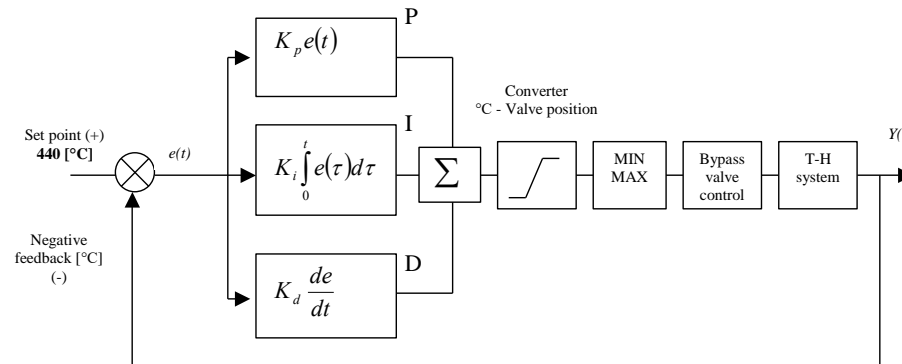 P
K_p e(t)
Converter
°C - Valve position
Set point (+)
440 [°C]
e(t)
I
K_i ∫_0^t e(τ)dτ
∑
MIN
MAX
Bypass
valve
control
T-H
system
Y(
Negative
feedback [°C]
(-)
D
K_d de/dt